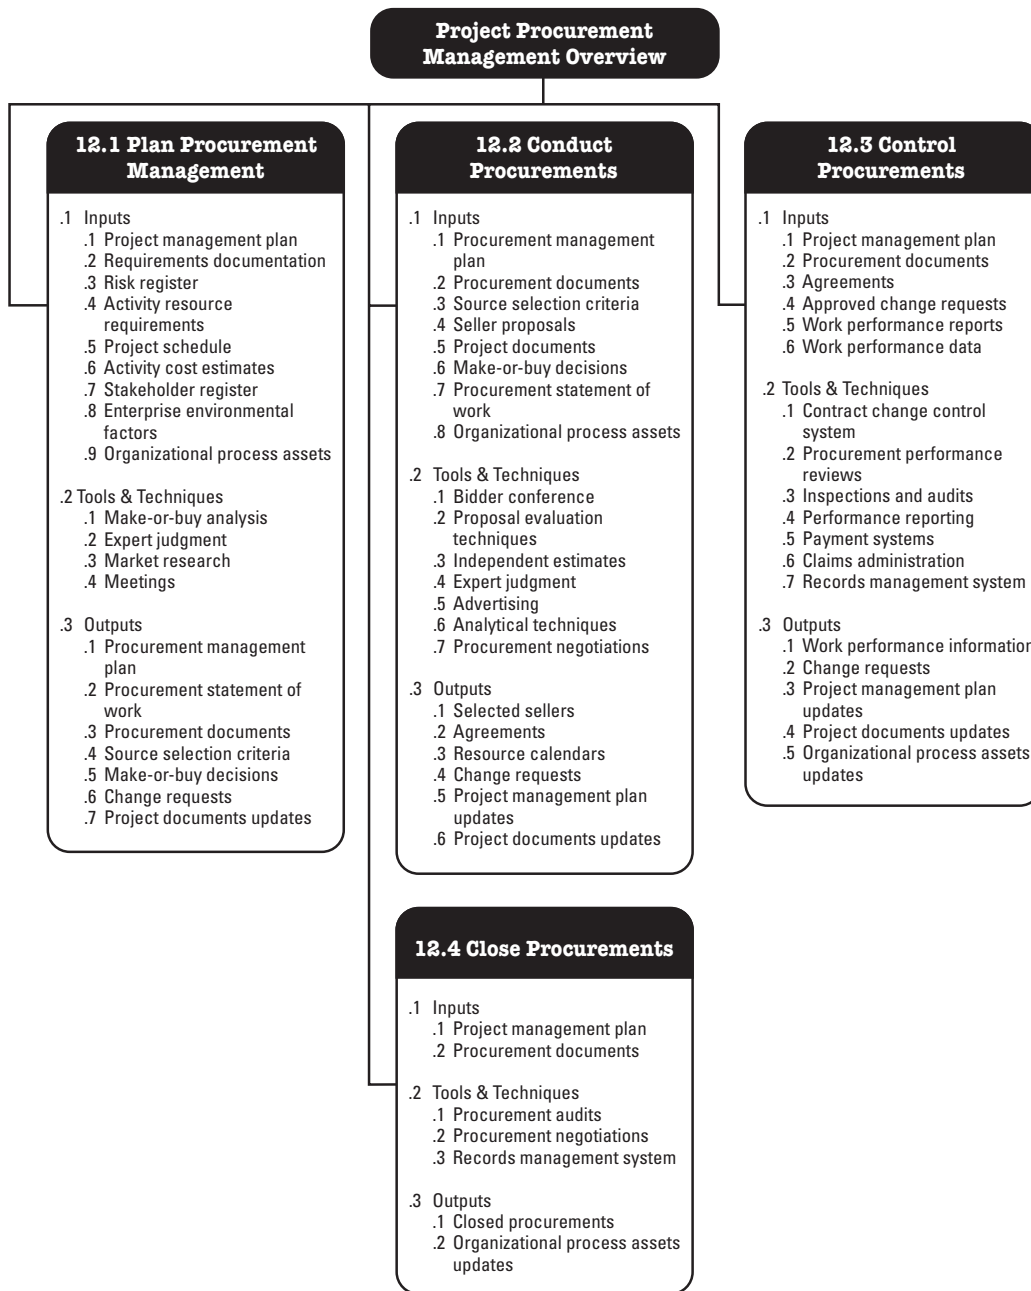 Project Procurement
Management Overview
12.1 Plan Procurement
Management
.1 Inputs
.1 Project management plan
.2 Requirements documentation
.3 Risk register
.4 Activity resource
requirements
.5 Project schedule
.6 Activity cost estimates
.7 Stakeholder register
.8 Enterprise environmental
factors
.9 Organizational process assets
.2 Tools & Techniques
.1 Make-or-buy analysis
.2 Expert judgment
.3 Market research
.4 Meetings
.3 Outputs
.1 Procurement management
plan
.2 Procurement statement of
work
.3 Procurement documents
.4 Source selection criteria
.5 Make-or-buy decisions
.6 Change requests
.7 Project documents updates
12.2 Conduct
Procurements
.1 Inputs
.1 Procurement management
plan
.2 Procurement documents
.3 Source selection criteria
.4 Seller proposals
.5 Project documents
.6 Make-or-buy decisions
.7 Procurement statement of
work
.8 Organizational process assets
.2 Tools & Techniques
.1 Bidder conference
.2 Proposal evaluation
techniques
.3 Independent estimates
.4 Expert judgment
.5 Advertising
.6 Analytical techniques
.7 Procurement negotiations
.3 Outputs
.1 Selected sellers
.2 Agreements
.3 Resource calendars
.4 Change requests
.5 Project management plan
updates
.6 Project documents updates
12.3 Control
Procurements
.1 Inputs
.1 Project management plan
.2 Procurement documents
.3 Agreements
.4 Approved change requests
.5 Work performance reports
.6 Work performance data
.2 Tools & Techniques
.1 Contract change control
system
.2 Procurement performance
reviews
.3 Inspections and audits
.4 Performance reporting
.5 Payment systems
.6 Claims administration
.7 Records management system
.3 Outputs
.1 Work performance information
.2 Change requests
.3 Project management plan
updates
.4 Project documents updates
.5 Organizational process assets
updates
12.4 Close Procurements
.1 Inputs
.1 Project management plan
.2 Procurement documents
.2 Tools & Techniques
.1 Procurement audits
.2 Procurement negotiations
.3 Records management system
.3 Outputs
.1 Closed procurements
.2 Organizational process assets
updates